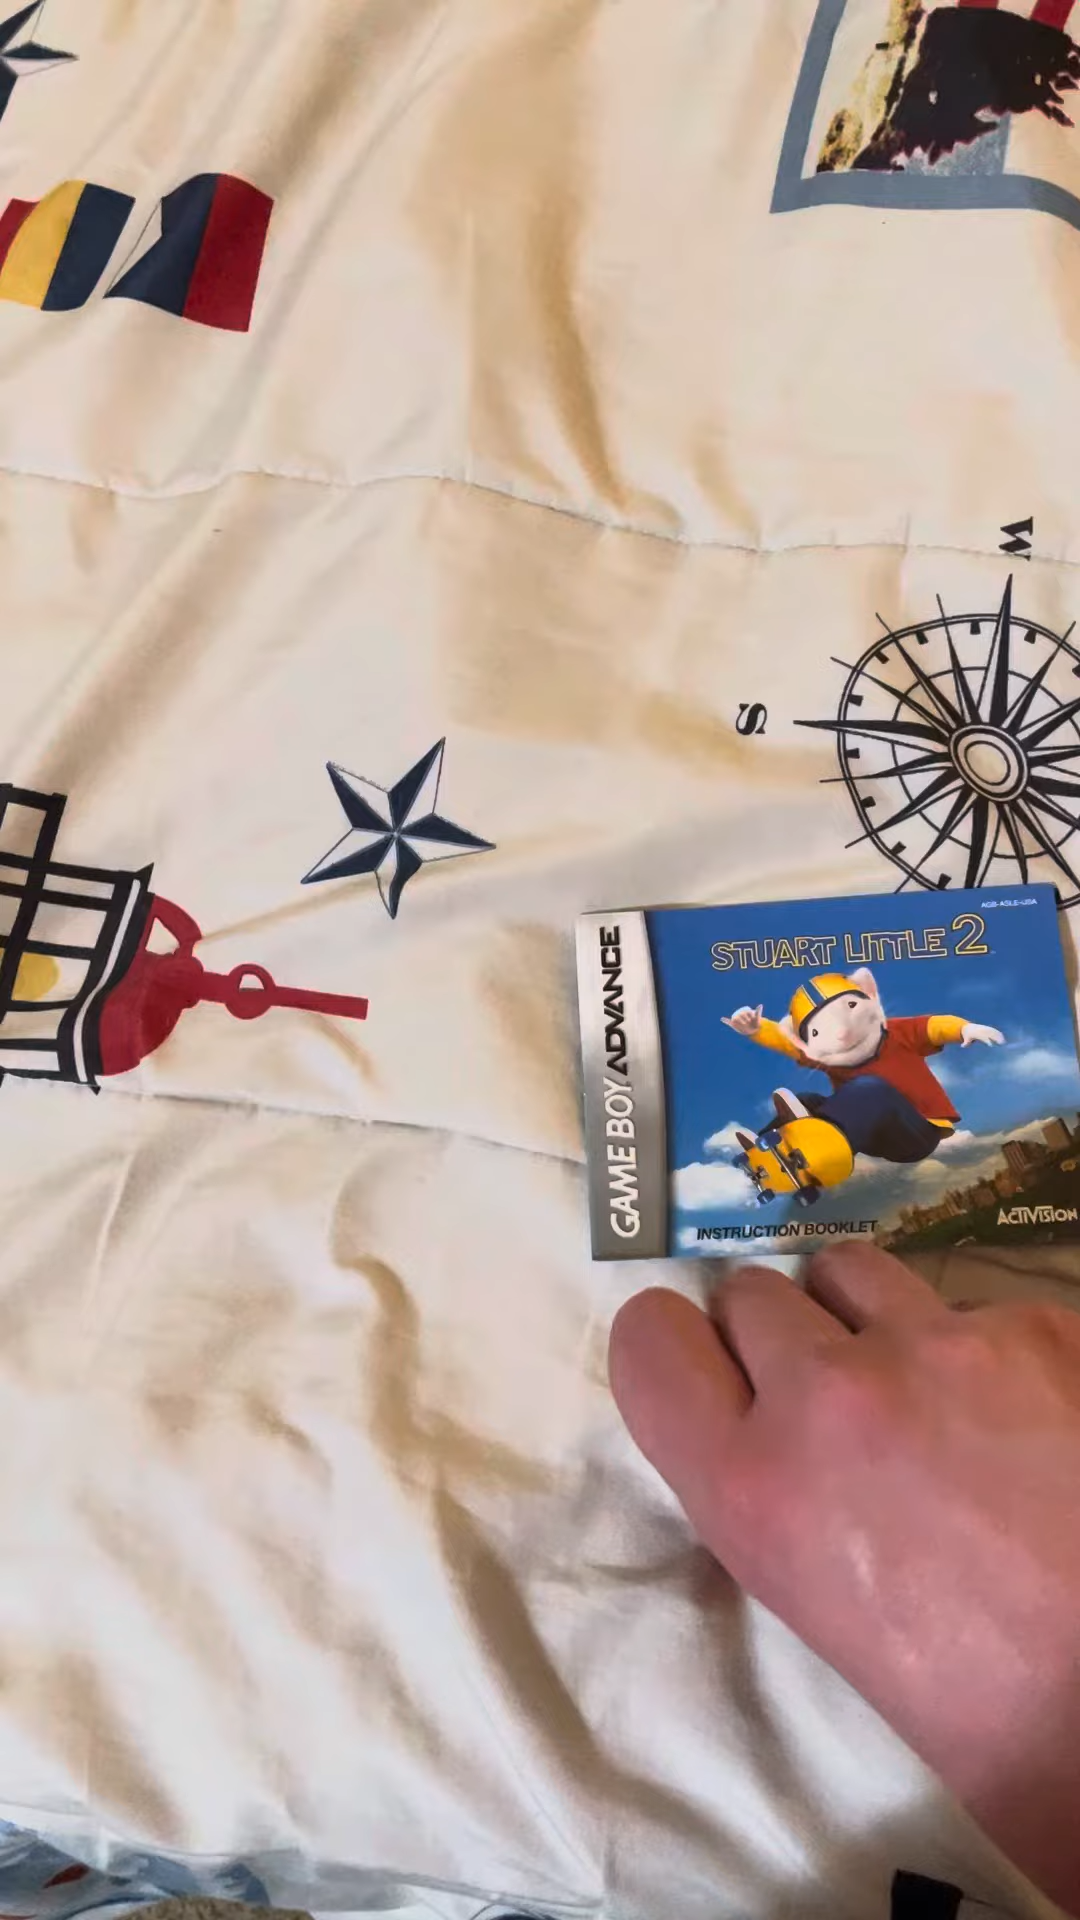 W
S
AGB-ASLE-USA
STUART LITTLE 2
GAME BOY ADVANCE
INSTRUCTION BOOKLET
ACTIVISION